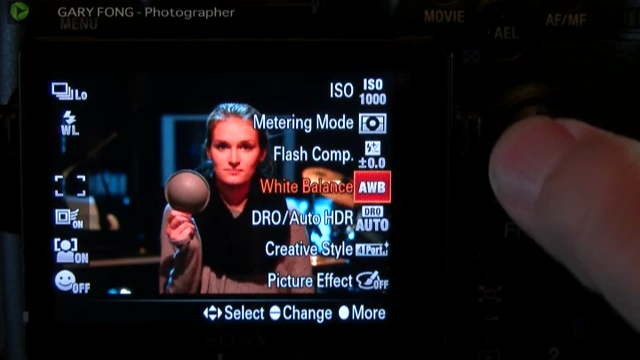 GARY FONG - Photographer
MENU
MOVIE
AEL
AF/MF
Lo
ISO ISO 1000
WL
Metering Mode
Flash Comp. ±0.0
White Balance AWB
ON
DRO/Auto HDR DRO AUTO
ON
Creative Style Port.
OFF
Picture Effect OFF
Select Change More
SONY